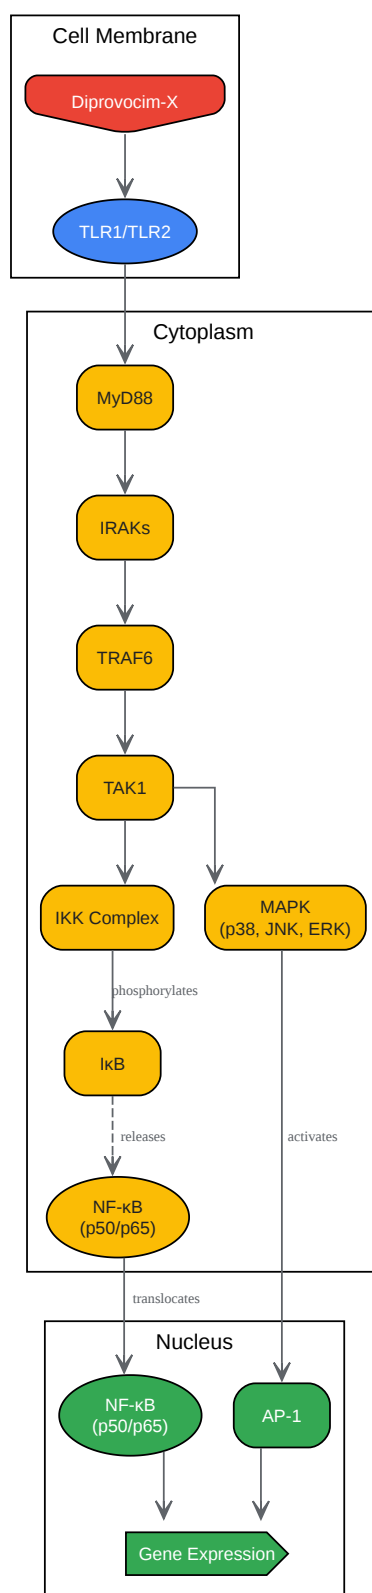 Cell Membrane
Diprovocim-X
TLR1/TLR2
Cytoplasm
MyD88
IRAKs
TRAF6
TAK1
IKK Complex
MAPK
(p38, JNK, ERK)
phosphorylates
IκB
releases
activates
NF-κB
(p50/p65)
translocates
Nucleus
NF-κB
(p50/p65)
AP-1
Gene Expression